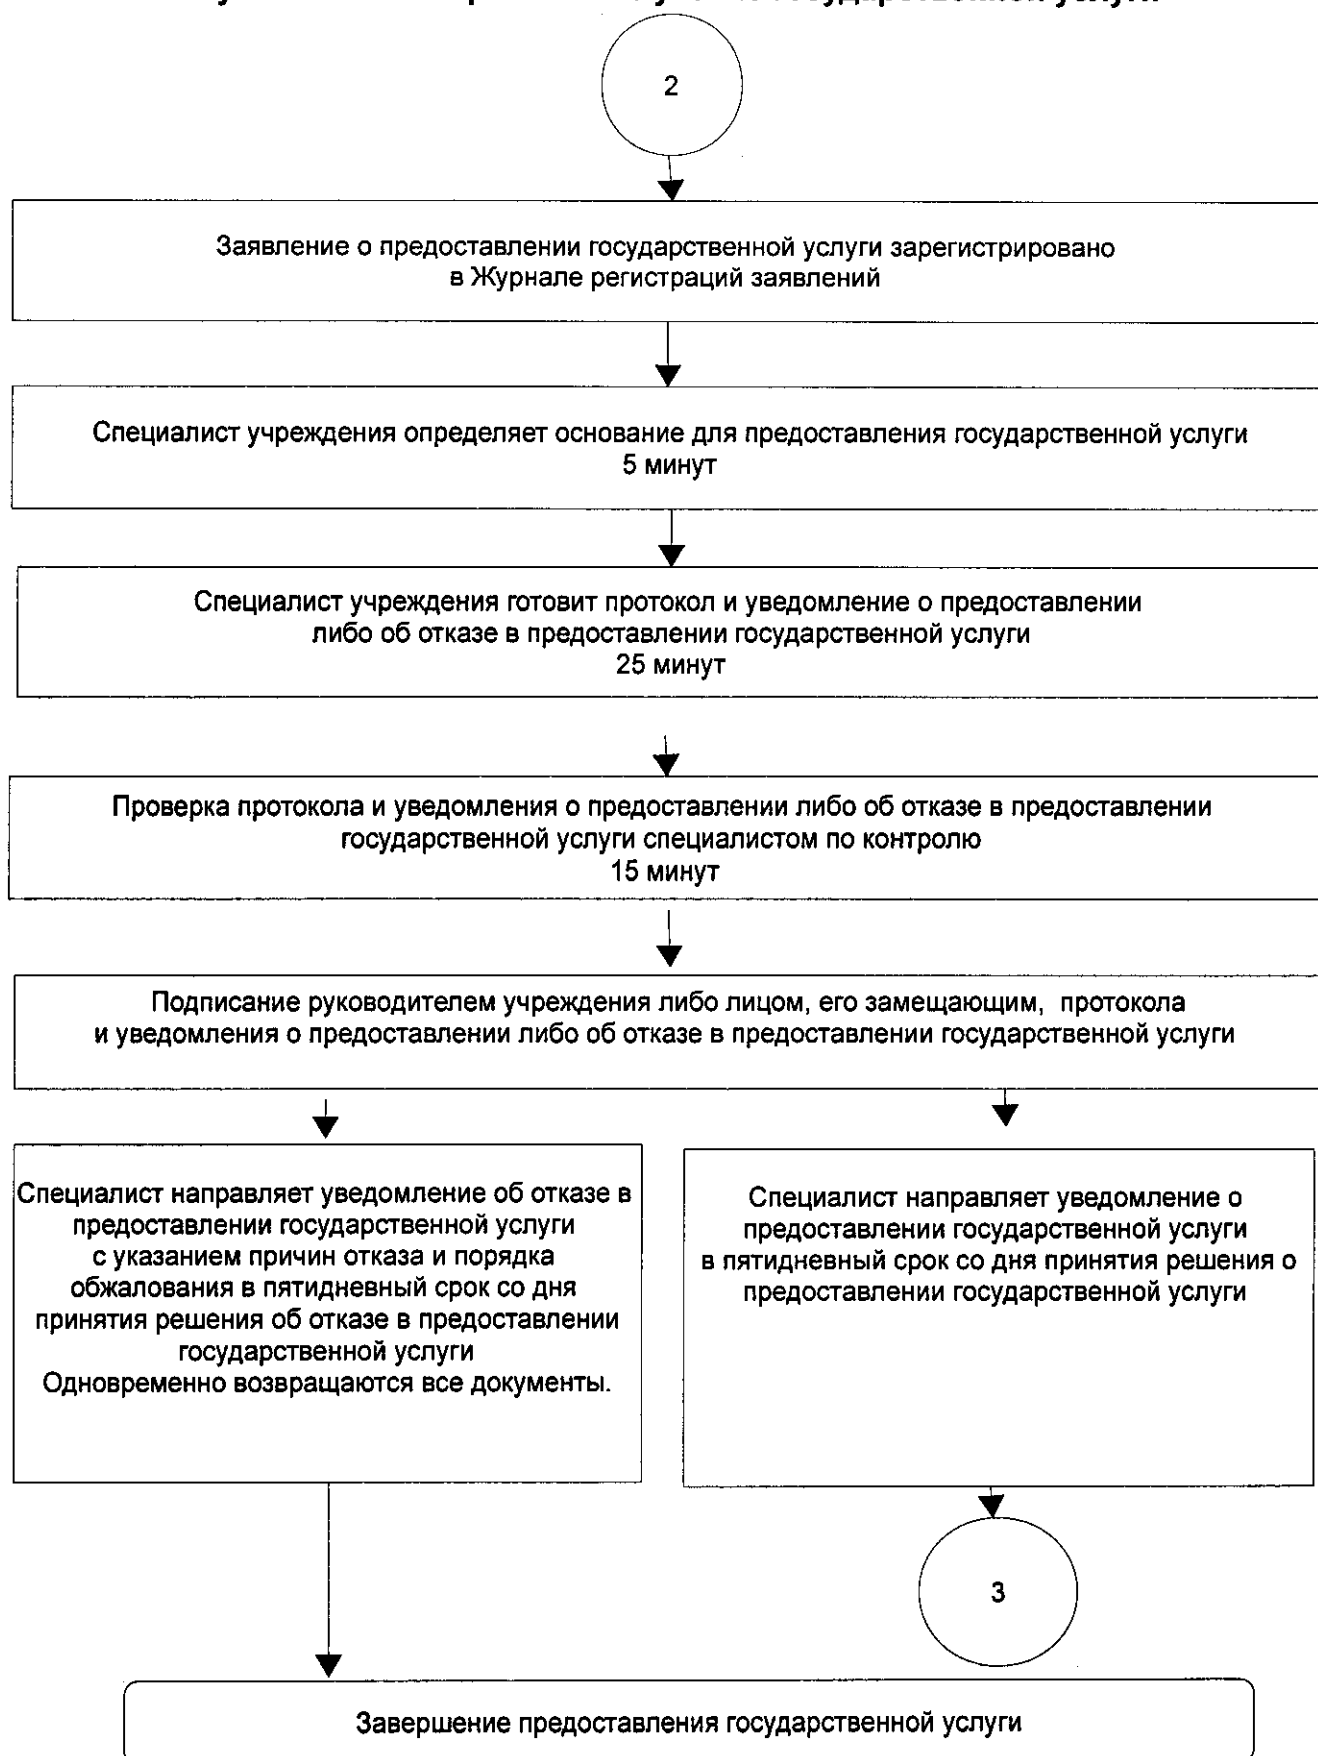 государственной услуги
2
Заявление о предоставлении государственной услуги зарегистрировано
в Журнале регистраций заявлений
Специалист учреждения определяет основание для предоставления государственной услуги
5 минут
Специалист учреждения готовит протокол и уведомление о предоставлении
либо об отказе в предоставлении государственной услуги
25 минут
Проверка протокола и уведомления о предоставлении либо об отказе в предоставлении
государственной услуги специалистом по контролю
15 минут
Подписание руководителем учреждения либо лицом, его замещающим, протокола
и уведомления о предоставлении либо об отказе в предоставлении государственной услуги
Специалист направляет уведомление об отказе в
предоставлении государственной услуги
с указанием причин отказа и порядка
обжалования в пятидневный срок со дня
принятия решения об отказе в предоставлении
государственной услуги
Одновременно возвращаются все документы.
Специалист направляет уведомление о
предоставлении государственной услуги
в пятидневный срок со дня принятия решения о
предоставлении государственной услуги
3
Завершение предоставления государственной услуги